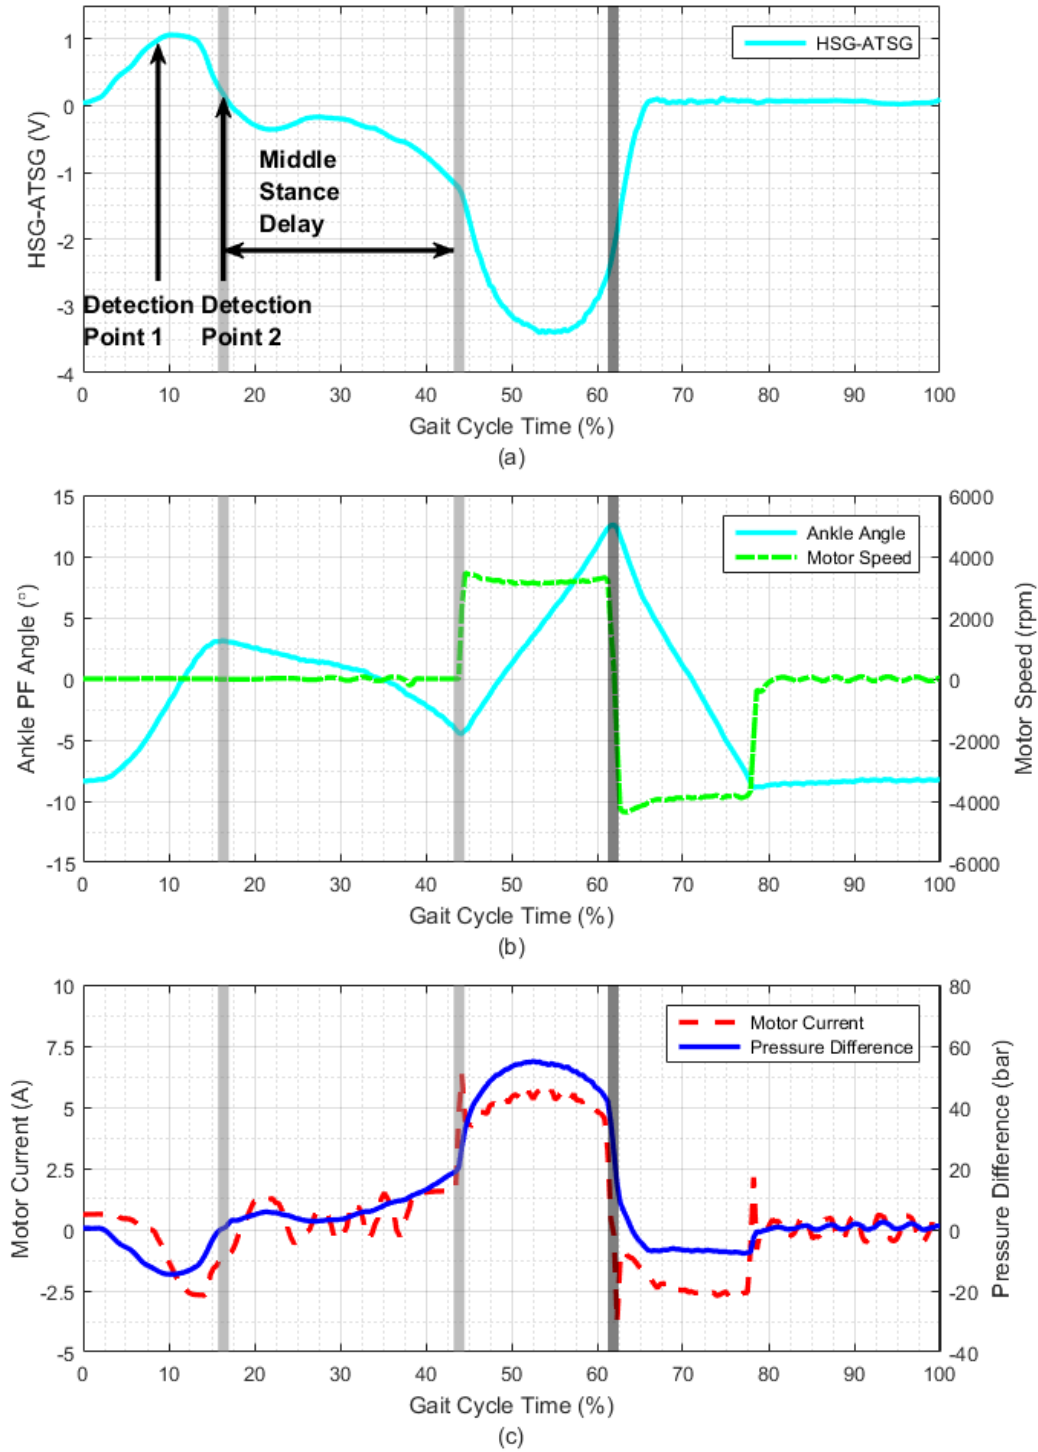 1
0
-1
-2
-3
-4
HSG-ATSG (V)
HSG-ATSG
Middle
Stance
Delay
Detection Detection
Point 1 Point 2
0 10 20 30 40 50 60 70 80 90 100
Gait Cycle Time (%)
(a)
15
10
5
0
-5
-10
-15
Ankle PF Angle (°)
Ankle Angle
Motor Speed
6000
4000
2000
0
-2000
-4000
-6000
Motor Speed (rpm)
0 10 20 30 40 50 60 70 80 90 100
Gait Cycle Time (%)
(b)
10
7.5
5
2.5
0
-2.5
-5
Motor Current (A)
Motor Current
Pressure Difference
80
60
40
20
0
-20
-40
Pressure Difference (bar)
0 10 20 30 40 50 60 70 80 90 100
Gait Cycle Time (%)
(c)